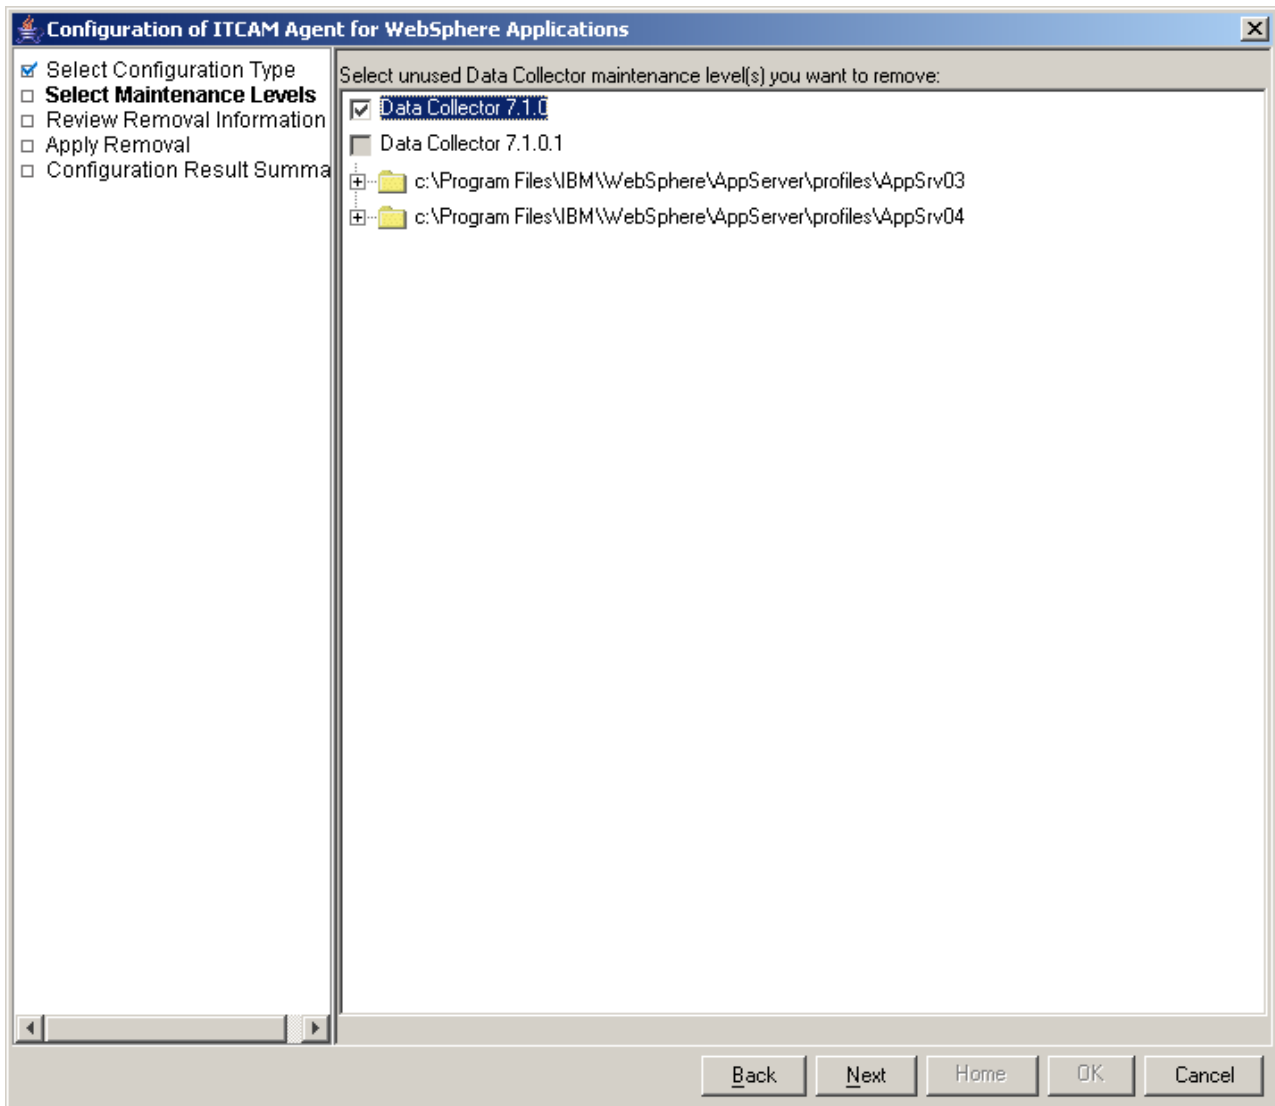 Configuration of ITCAM Agent for WebSphere Applications
Select Configuration Type
Select Maintenance Levels
Review Removal Information
Apply Removal
Configuration Result Summa
Select unused Data Collector maintenance level(s) you want to remove:
Data Collector 7.1.0
Data Collector 7.1.0.1
c:\Program Files\IBM\WebSphere\AppServer\profiles\AppSrv03
c:\Program Files\IBM\WebSphere\AppServer\profiles\AppSrv04
Back Next Home OK Cancel